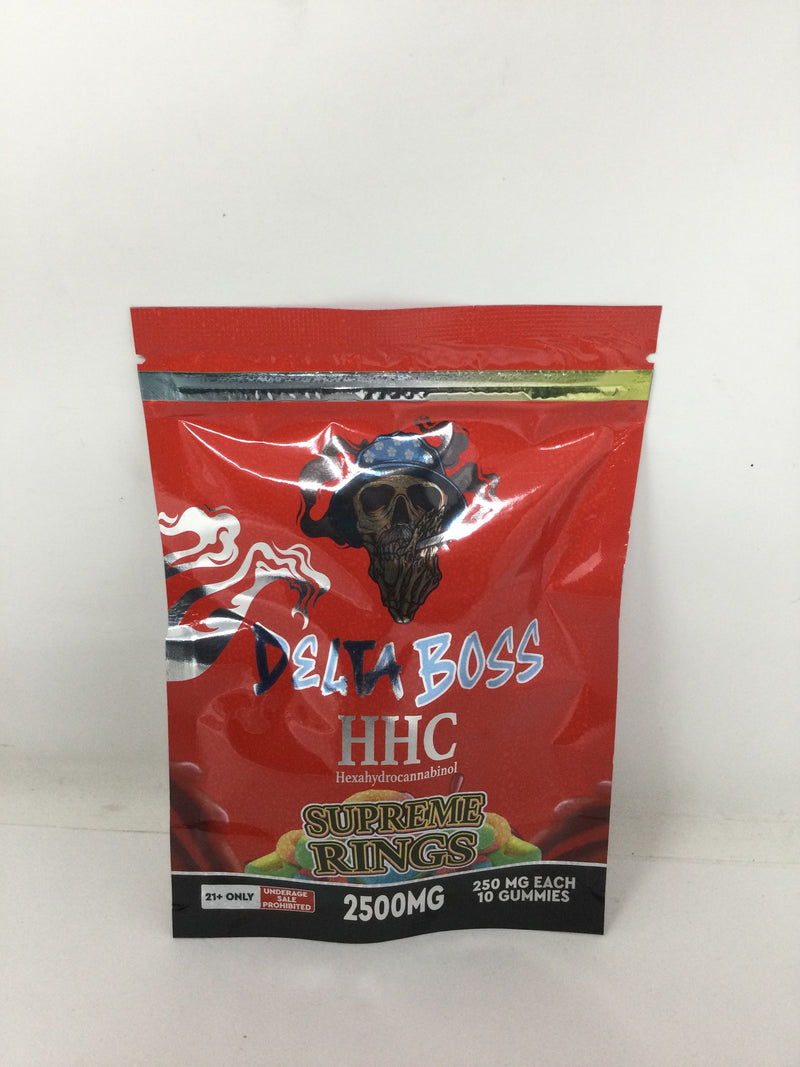 DELTA BOSS
HHC
Hexahydrocannabinol
SUPREME
RINGS
21+ ONLY
UNDERAGE
SALE
PROHIBITED
2500MG
250 MG EACH
10 GUMMIES